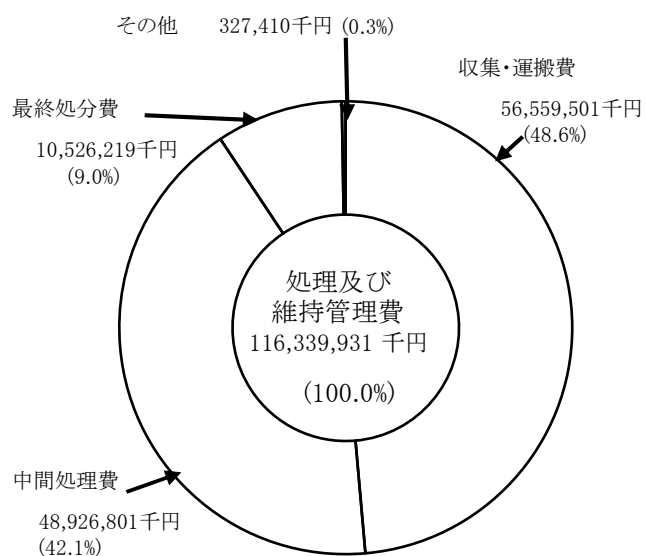 その他　327,410千円 (0.3%)
収集・運搬費
56,559,501千円
(48.6%)
最終処分費
10,526,219千円
(9.0%)
処理及び
維持管理費
116,339,931 千円
(100.0%)
中間処理費
48,926,801千円
(42.1%)